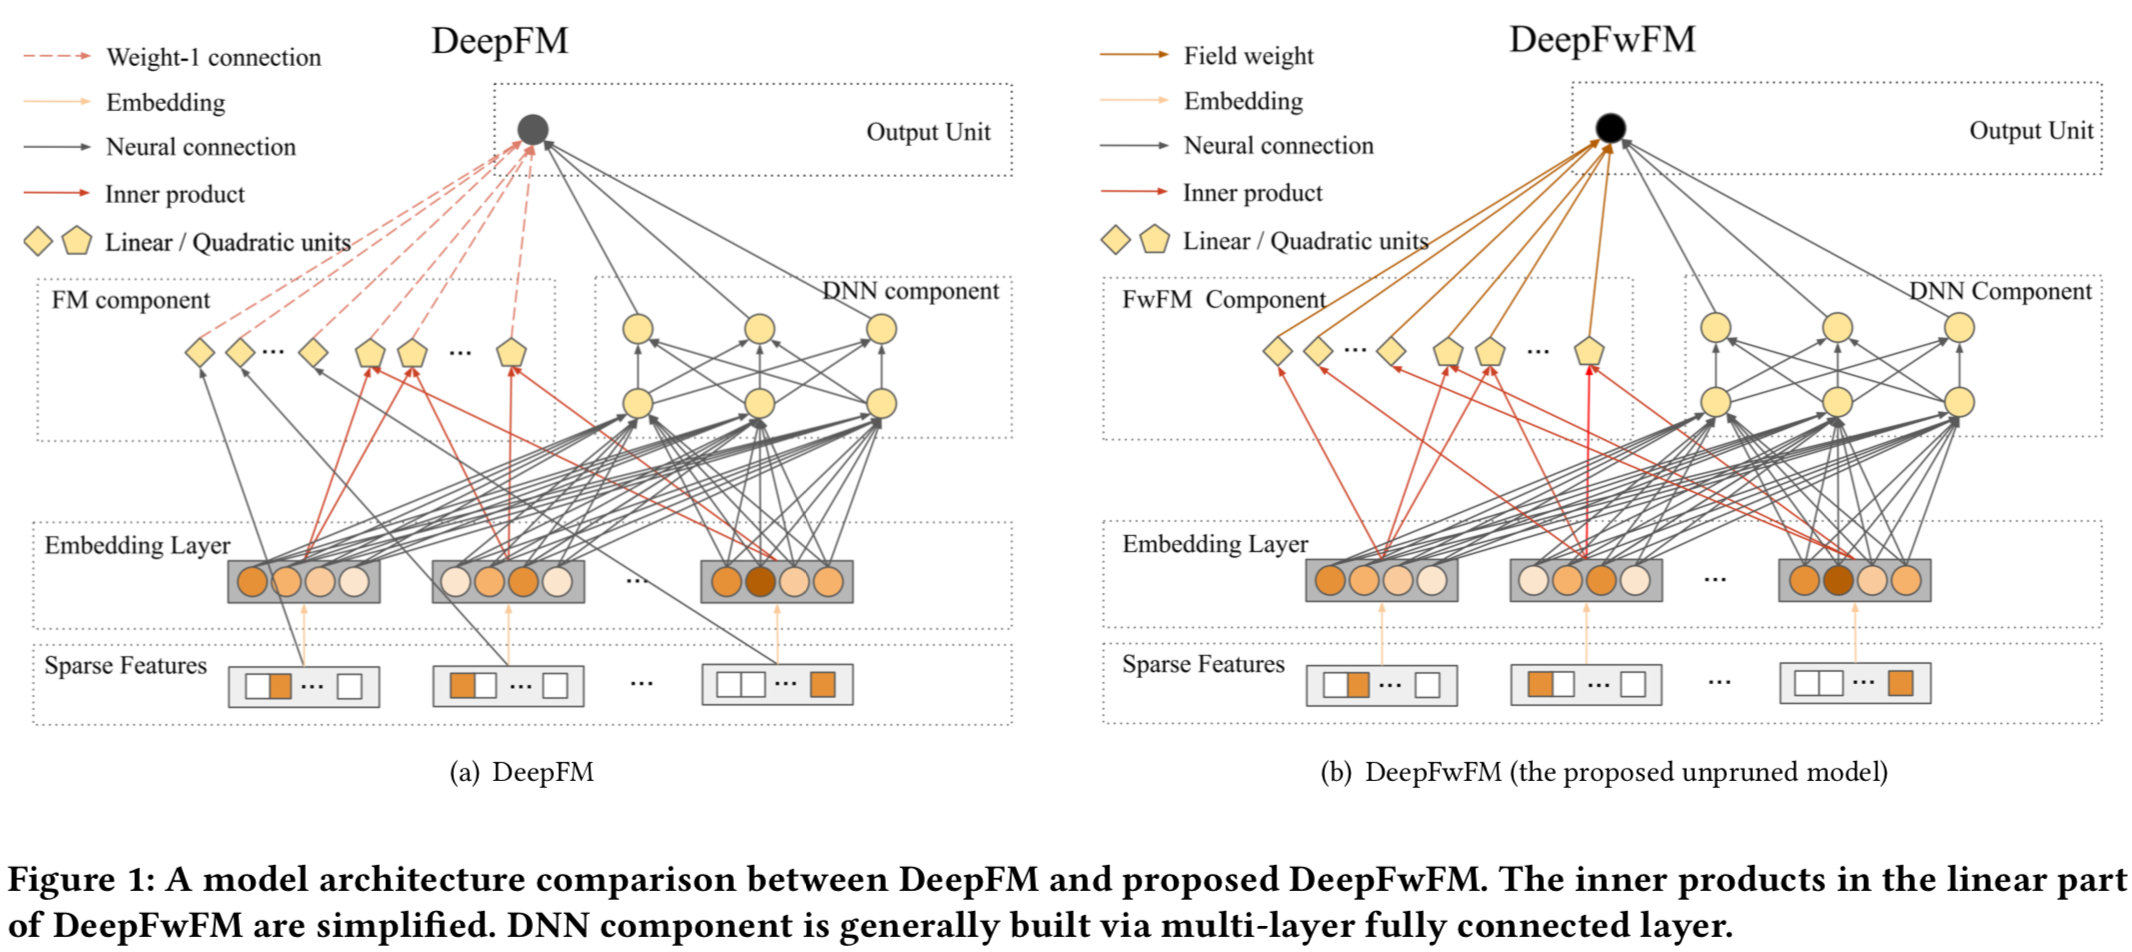 DeepFM
Weight-1 connection
Embedding
Neural connection
Inner product
Linear / Quadratic units
Output Unit
FM component
DNN component
...
...
Embedding Layer
...
Sparse Features
...
...
...
...
(a) DeepFM
DeepFwFM
Field weight
Embedding
Neural connection
Inner product
Linear / Quadratic units
Output Unit
FwFM Component
DNN Component
...
...
Embedding Layer
...
Sparse Features
...
...
...
...
(b) DeepFwFM (the proposed unpruned model)
Figure 1: A model architecture comparison between DeepFM and proposed DeepFwFM. The inner products in the linear part
of DeepFwFM are simplified. DNN component is generally built via multi-layer fully connected layer.